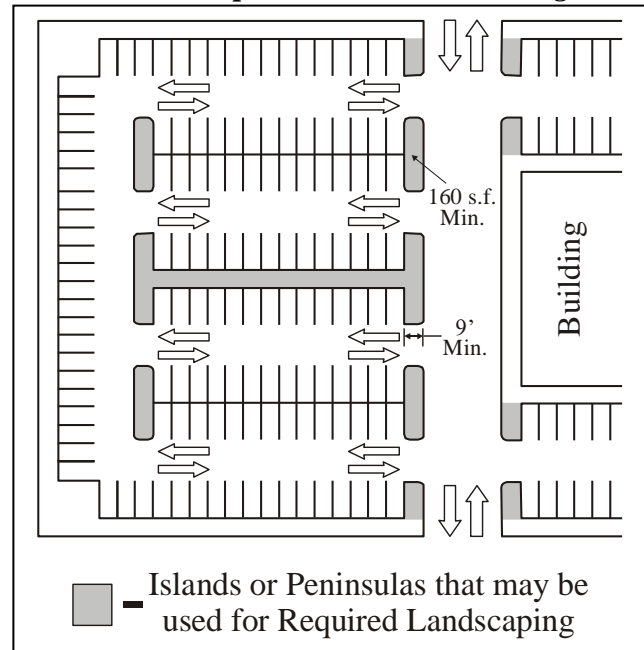 160 s.f.
Min.
9’
Min.
Building
Islands or Peninsulas that may be
used for Required Landscaping